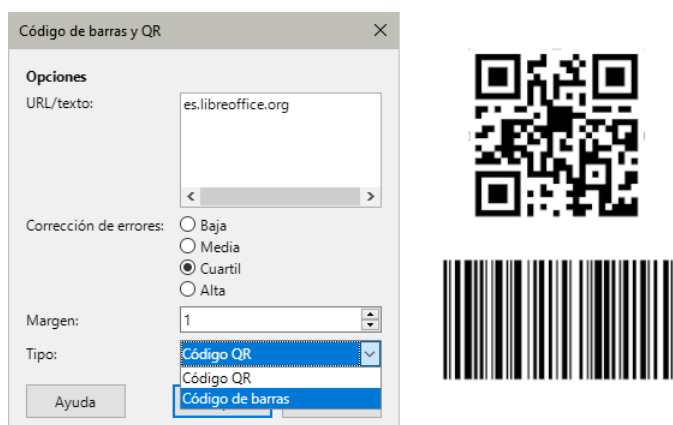 Código de barras y QR
Opciones
URL/texto:
es.libreoffice.org
Corrección de errores:
Baja
Media
Cuartil
Alta
Margen:
1
Tipo:
Código QR
Código QR
Código de barras
Ayuda